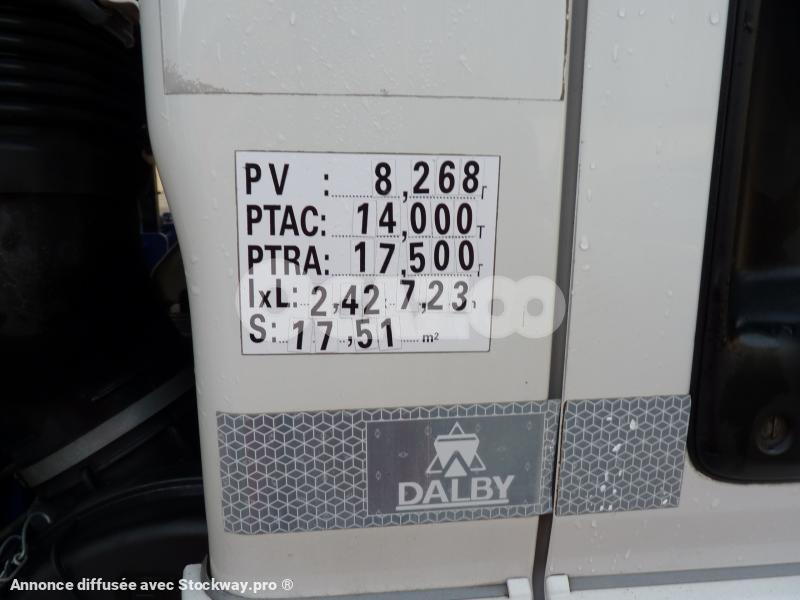 PV : 8,268 T
PTAC: 14,000 T
PTRA: 17,500 T
IxL: 2,42 7,23
S: 17,51 m²
DALBY
Annonce diffusée avec Stockway.pro ®